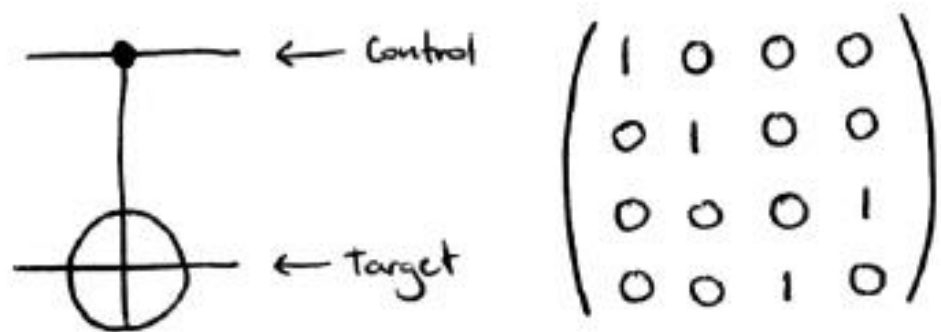 ← Control
← Target
1 0 0 0
0 1 0 0
0 0 0 1
0 0 1 0